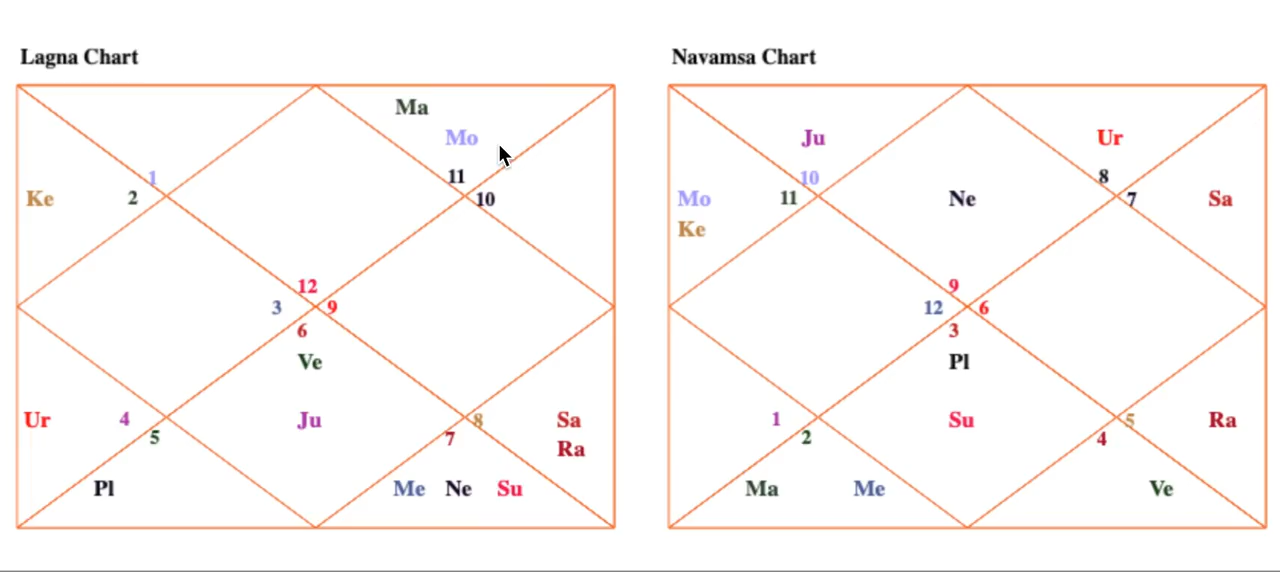 Lagna Chart
Ma
Mo
Ke 2 1 11 10
12
3 9
6
Ve
Ur 4 5 Ju 7 8 Sa
Ra
Pl Me Ne Su
Navamsa Chart
Ju Ur
10 8
Mo 11 Ne 7 Sa
Ke
9
12 6
3
Pl
1 2 Su 4 5 Ra
Ma Me Ve